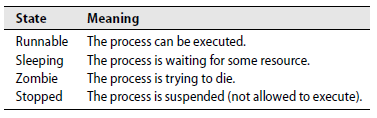 State Meaning
Runnable The process can be executed.
Sleeping The process is waiting for some resource.
Zombie The process is trying to die.
Stopped The process is suspended (not allowed to execute).